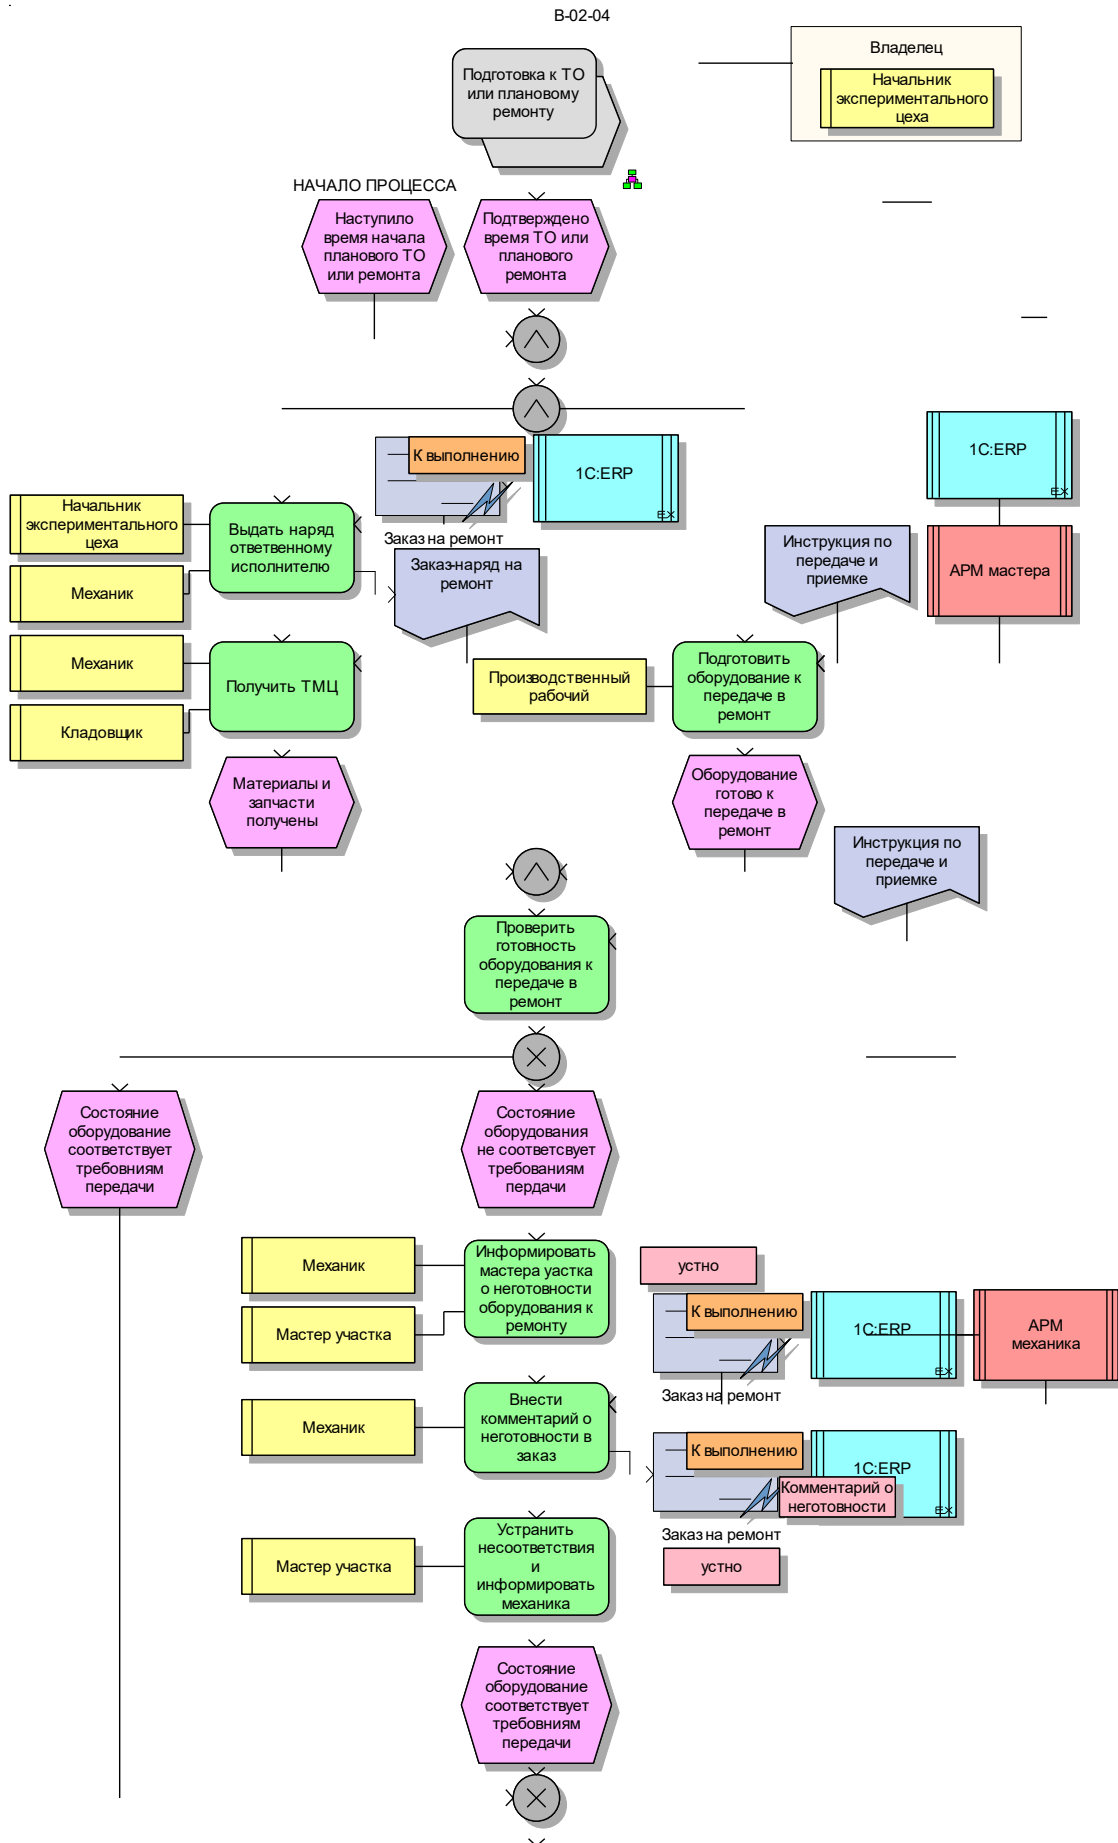 В-02-04
Владелец
Начальник
экспериментального
цеха
Подготовка к ТО
или плановому
ремонту
НАЧАЛО ПРОЦЕССА
Наступило
время начала
планового ТО
или ремонта
Подтверждено
время ТО или
планового
ремонта
К выполнению
1С:ERP
EX
Заказ на ремонт
1С:ERP
EX
Начальник
экспериментального
цеха
Механик
Выдать наряд
ответвенному
исполнителю
Заказ-наряд на
ремонт
Инструкция по
передаче и
приемке
АРМ мастера
Механик
Кладовщик
Получить ТМЦ
Производственный
рабочий
Подготовить
оборудование к
передаче в
ремонт
Материалы и
запчасти
получены
Оборудование
готово к
передаче в
ремонт
Инструкция по
передаче и
приемке
Проверить
готовность
оборудования к
передаче в
ремонт
Состояние
оборудование
соответствует
требовниям
передачи
Состояние
оборудования
не соответсвует
требованиям
пердачи
Механик
Мастер участка
Информировать
мастера уастка
о неготовности
оборудования к
ремонту
устно
К выполнению
1С:ERP
EX
АРМ
механика
Заказ на ремонт
Механик
Внести
комментарий о
неготовности в
заказ
К выполнению
1С:ERP
EX
Комментарий о
неготовности
Заказ на ремонт
Мастер участка
Устранить
несоответствия
и
информировать
механика
устно
Состояние
оборудование
соответствует
требовниям
передачи